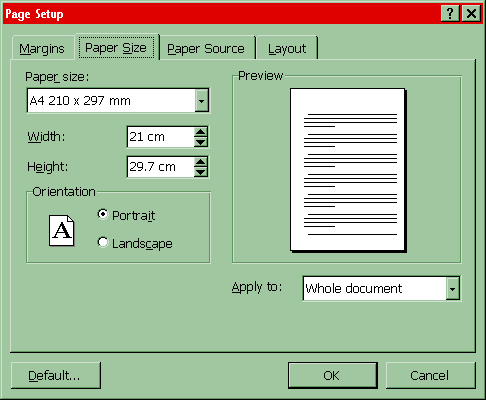 Page Setup
Margins
Paper Size
Paper Source
Layout
Paper size:
A4 210 x 297 mm
Width:
21 cm
Height:
29.7 cm
Orientation
A
Portrait
Landscape
Preview
Apply to:
Whole document
Default...
OK
Cancel